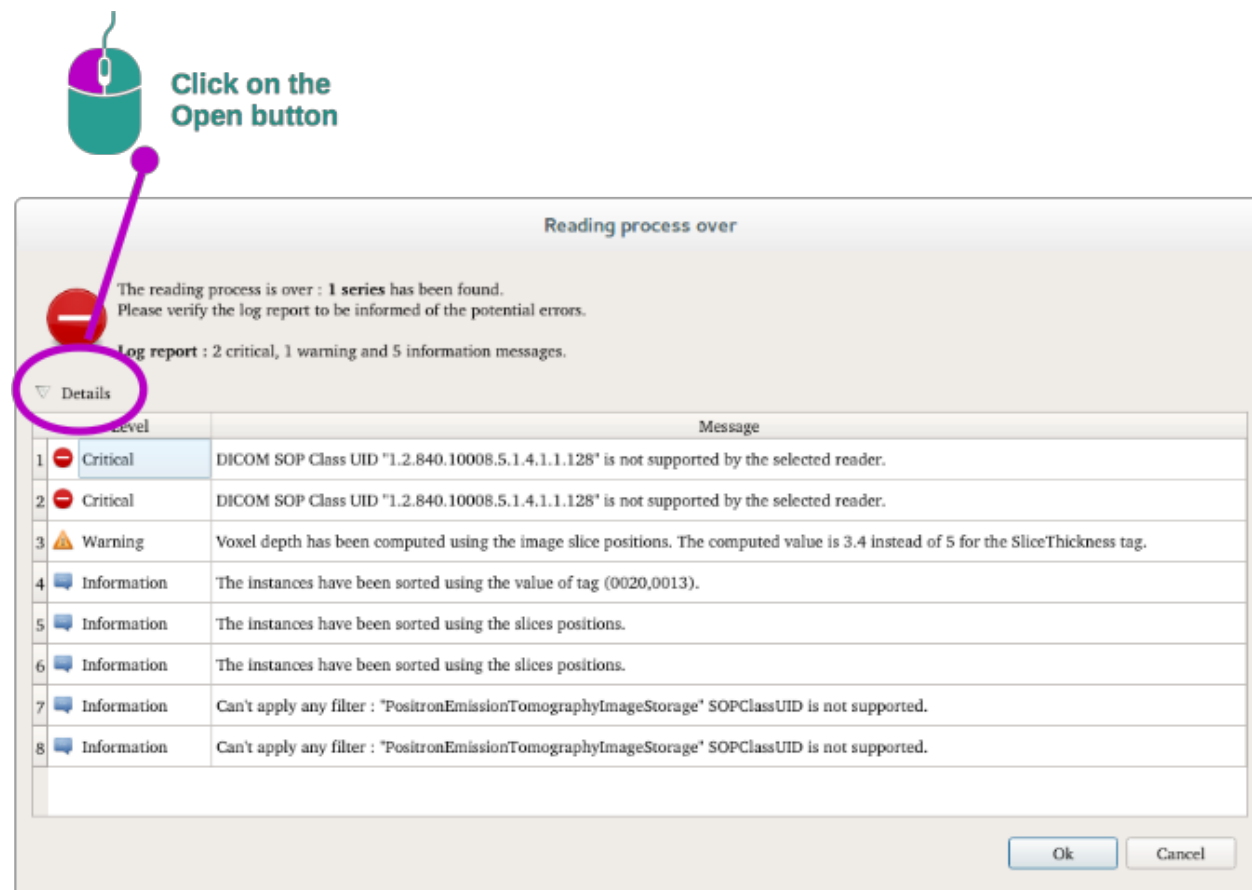 Click on the
Open button
Reading process over
The reading process is over : 1 series has been found.
Please verify the log report to be informed of the potential errors.
Log report : 2 critical, 1 warning and 5 information messages.
Details
Level Message
1 Critical DICOM SOP Class UID "1.2.840.10008.5.1.4.1.1.128" is not supported by the selected reader.
2 Critical DICOM SOP Class UID "1.2.840.10008.5.1.4.1.1.128" is not supported by the selected reader.
3 Warning Voxel depth has been computed using the image slice positions. The computed value is 3.4 instead of 5 for the SliceThickness tag.
4 Information The instances have been sorted using the value of tag (0020,0013).
5 Information The instances have been sorted using the slices positions.
6 Information The instances have been sorted using the slices positions.
7 Information Can't apply any filter : "PositronEmissionTomographyImageStorage" SOPClassUID is not supported.
8 Information Can't apply any filter : "PositronEmissionTomographyImageStorage" SOPClassUID is not supported.
Ok Cancel